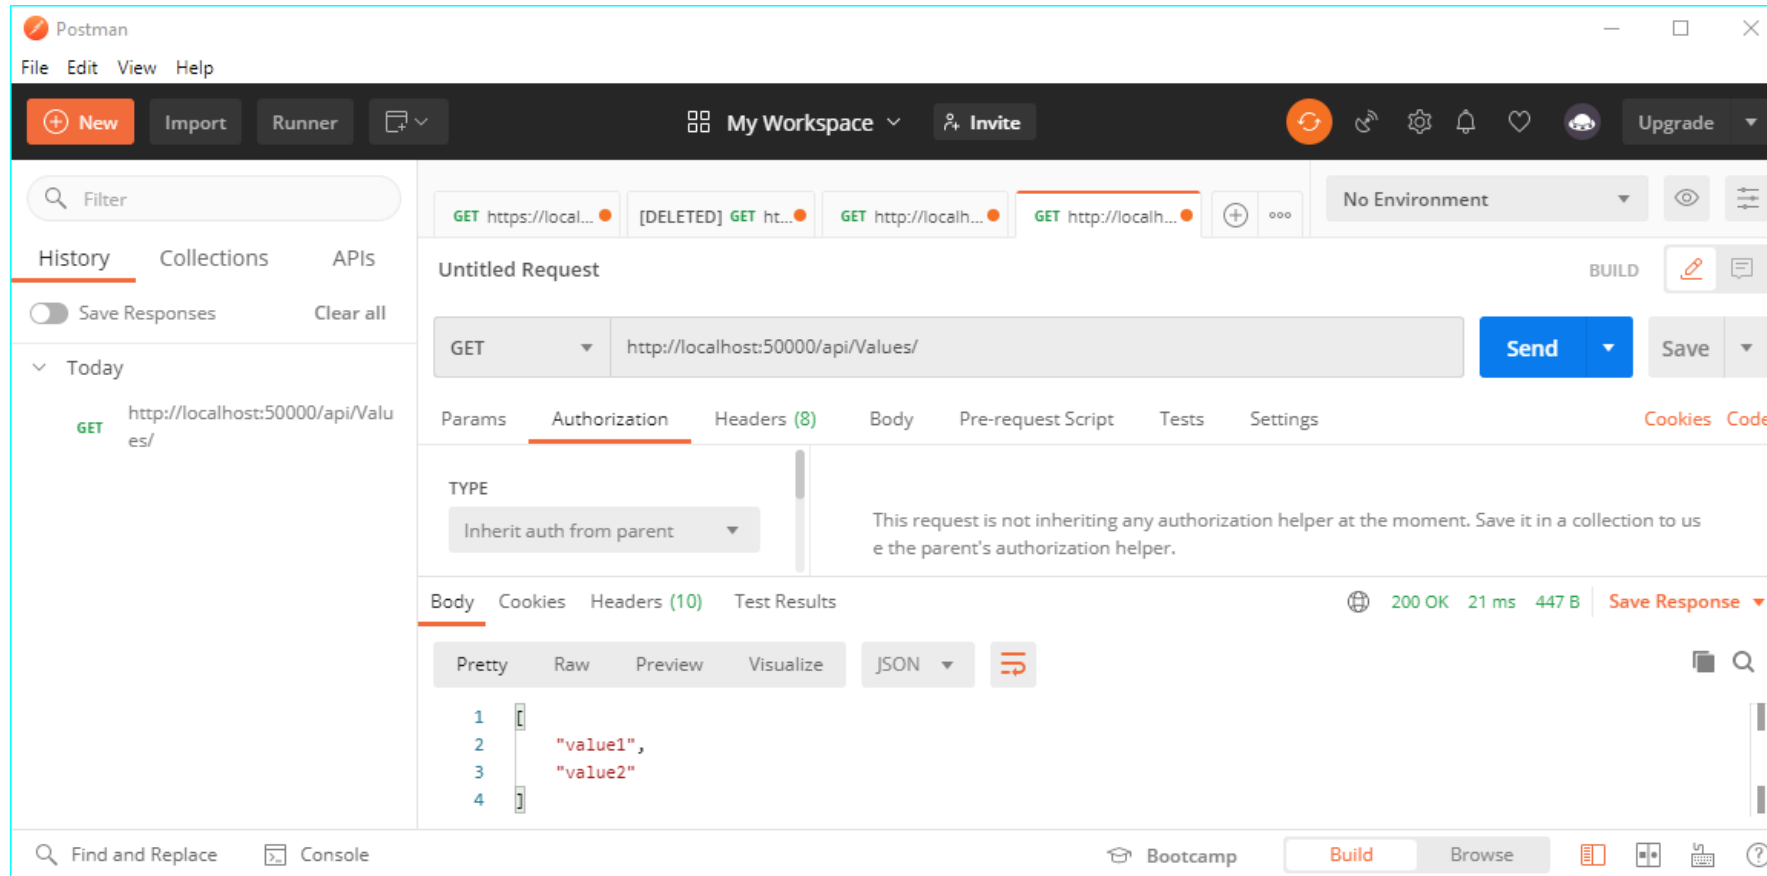 Postman
File Edit View Help
New Import Runner My Workspace Invite Upgrade
Filter
History Collections APIs
Save Responses Clear all
Today
GET http://localhost:50000/api/Valu
es/
GET https://local... [DELETED] GET ht... GET http://localh... GET http://localh... No Environment
Untitled Request BUILD
GET http://localhost:50000/api/Values/ Send Save
Params Authorization Headers (8) Body Pre-request Script Tests Settings Cookies Code
TYPE
Inherit auth from parent
This request is not inheriting any authorization helper at the moment. Save it in a collection to us
e the parent's authorization helper.
Body Cookies Headers (10) Test Results 200 OK 21 ms 447 B Save Response
Pretty Raw Preview Visualize JSON
1 [
2 "value1",
3 "value2"
4 ]
Find and Replace Console Bootcamp Build Browse